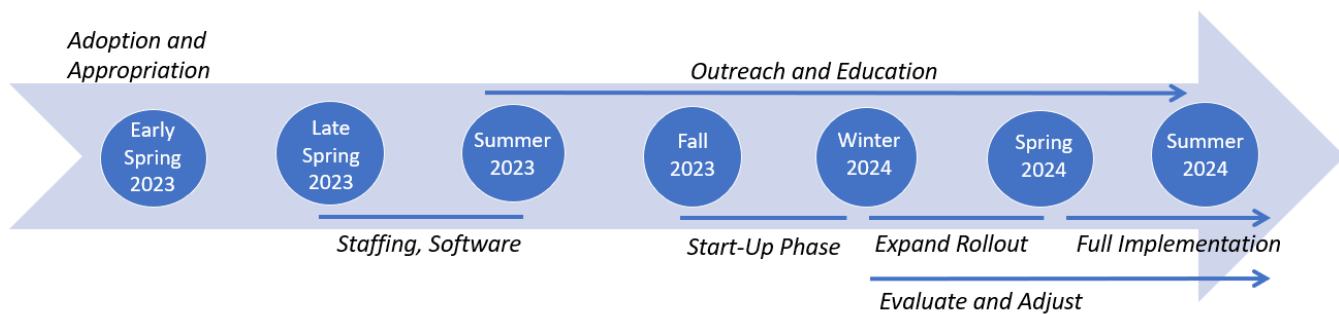 Adoption and
Appropriation
Outreach and Education
Early
Spring
2023
Late
Spring
2023
Summer
2023
Fall
2023
Winter
2024
Spring
2024
Summer
2024
Staffing, Software
Start-Up Phase
Expand Rollout
Full Implementation
Evaluate and Adjust